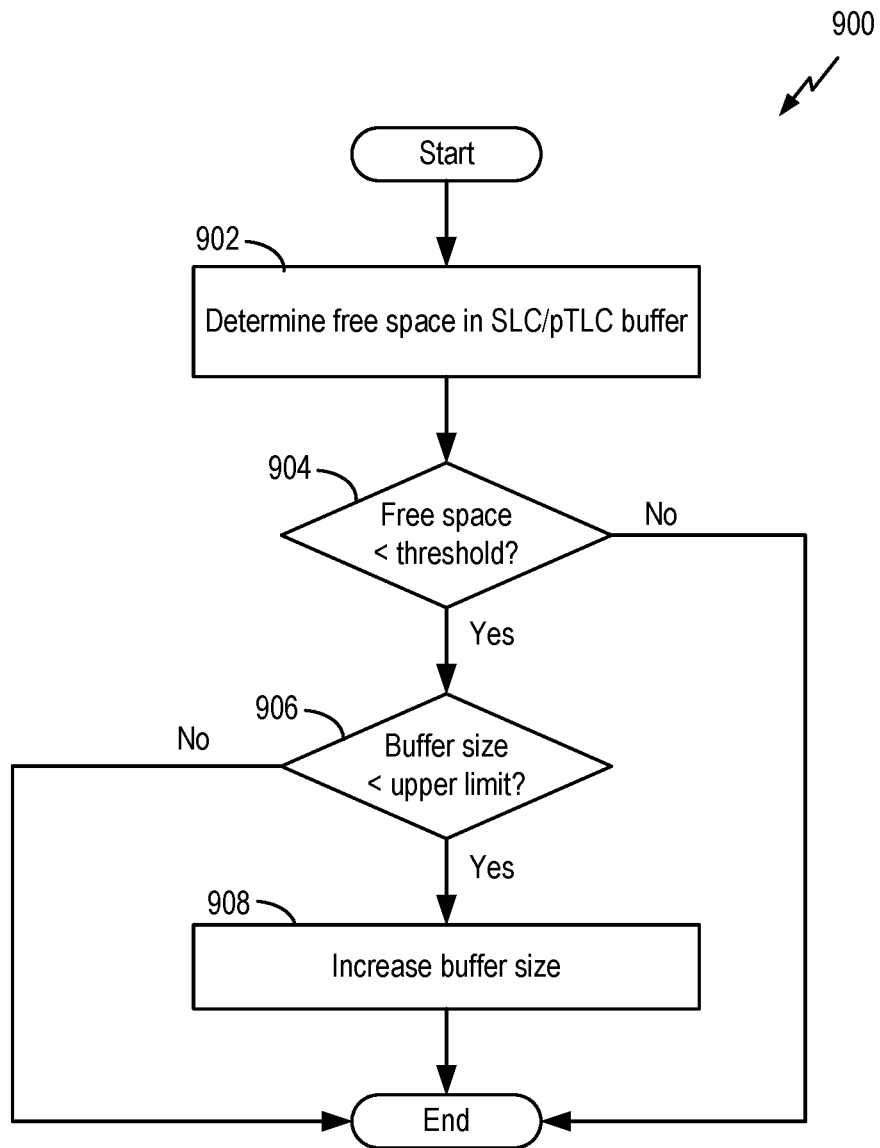 900
Start
902
Determine free space in SLC/pTLC buffer
904
Free space
< threshold?
No
Yes
906
No
Buffer size
< upper limit?
Yes
908
Increase buffer size
End